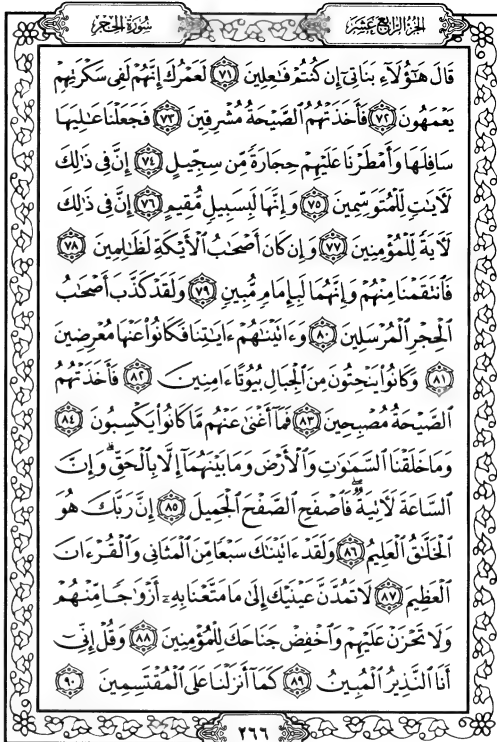 الجزء الرابع عشر
سورة الحجر
قَالَ هَٰٓؤُلَآءِ بَنَاتِىٓ إِن كُنتُمْ فَٰعِلِينَ ﴿٧١﴾ لَعَمْرُكَ إِنَّهُمْ لَفِى سَكْرَتِهِمْ
يَعْمَهُونَ ﴿٧٢﴾ فَأَخَذَتْهُمُ ٱلصَّيْحَةُ مُشْرِقِينَ ﴿٧٣﴾ فَجَعَلْنَا عَٰلِيَهَا
سَافِلَهَا وَأَمْطَرْنَا عَلَيْهِمْ حِجَارَةً مِّن سِجِّيلٍ ﴿٧٤﴾ إِنَّ فِى ذَٰلِكَ
لَءَايَٰتٍ لِّلْمُتَوَسِّمِينَ ﴿٧٥﴾ وَإِنَّهَا لَبِسَبِيلٍ مُّقِيمٍ ﴿٧٦﴾ إِنَّ فِى ذَٰلِكَ
لَءَايَةً لِّلْمُؤْمِنِينَ ﴿٧٧﴾ وَإِن كَانَ أَصْحَٰبُ ٱلْأَيْكَةِ لَظَٰلِمِينَ ﴿٧٨﴾
فَٱنتَقَمْنَا مِنْهُمْ وَإِنَّهُمَا لَبِإِمَامٍ مُّبِينٍ ﴿٧٩﴾ وَلَقَدْ كَذَّبَ أَصْحَٰبُ
ٱلْحِجْرِ ٱلْمُرْسَلِينَ ﴿٨٠﴾ وَءَاتَيْنَٰهُمْ ءَايَٰتِنَا فَكَانُوا۟ عَنْهَا مُعْرِضِينَ
﴿٨١﴾ وَكَانُوا۟ يَنْحِتُونَ مِنَ ٱلْجِبَالِ بُيُوتًا ءَامِنِينَ ﴿٨٢﴾ فَأَخَذَتْهُمُ
ٱلصَّيْحَةُ مُصْبِحِينَ ﴿٨٣﴾ فَمَآ أَغْنَىٰ عَنْهُم مَّا كَانُوا۟ يَكْسِبُونَ ﴿٨٤﴾
وَمَا خَلَقْنَا ٱلسَّمَٰوَٰتِ وَٱلْأَرْضَ وَمَا بَيْنَهُمَآ إِلَّا بِٱلْحَقِّ ۗ وَإِنَّ
ٱلسَّاعَةَ لَءَاتِيَةٌ ۖ فَٱصْفَحِ ٱلصَّفْحَ ٱلْجَمِيلَ ﴿٨٥﴾ إِنَّ رَبَّكَ هُوَ
ٱلْخَلَّٰقُ ٱلْعَلِيمُ ﴿٨٦﴾ وَلَقَدْ ءَاتَيْنَٰكَ سَبْعًا مِّنَ ٱلْمَثَانِى وَٱلْقُرْءَانَ
ٱلْعَظِيمَ ﴿٨٧﴾ لَا تَمُدَّنَّ عَيْنَيْكَ إِلَىٰ مَا مَتَّعْنَا بِهِۦٓ أَزْوَٰجًا مِّنْهُمْ
وَلَا تَحْزَنْ عَلَيْهِمْ وَٱخْفِضْ جَنَاحَكَ لِلْمُؤْمِنِينَ ﴿٨٨﴾ وَقُلْ إِنِّىٓ
أَنَا ٱلنَّذِيرُ ٱلْمُبِينُ ﴿٨٩﴾ كَمَآ أَنزَلْنَا عَلَى ٱلْمُقْتَسِمِينَ ﴿٩٠﴾
٢٦٦